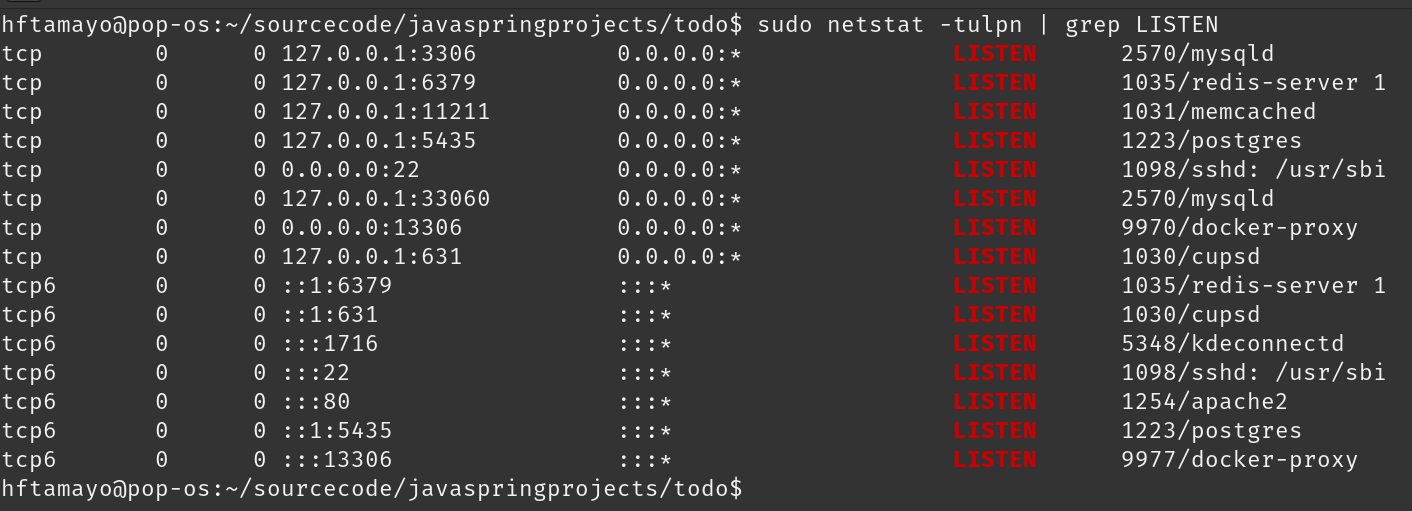 hftamayo@pop-os:~/sourcecode/javaspringprojects/todo$ sudo netstat -tulpn | grep LISTEN
tcp        0      0 127.0.0.1:3306          0.0.0.0:*               LISTEN      2570/mysqld
tcp        0      0 127.0.0.1:6379          0.0.0.0:*               LISTEN      1035/redis-server 1
tcp        0      0 127.0.0.1:11211         0.0.0.0:*               LISTEN      1031/memcached
tcp        0      0 127.0.0.1:5435          0.0.0.0:*               LISTEN      1223/postgres
tcp        0      0 0.0.0.0:22              0.0.0.0:*               LISTEN      1098/sshd: /usr/sbi
tcp        0      0 127.0.0.1:33060         0.0.0.0:*               LISTEN      2570/mysqld
tcp        0      0 0.0.0.0:13306           0.0.0.0:*               LISTEN      9970/docker-proxy
tcp        0      0 127.0.0.1:631           0.0.0.0:*               LISTEN      1030/cupsd
tcp6       0      0 ::1:6379                :::*                    LISTEN      1035/redis-server 1
tcp6       0      0 ::1:631                 :::*                    LISTEN      1030/cupsd
tcp6       0      0 :::1716                 :::*                    LISTEN      5348/kdeconnectd
tcp6       0      0 :::22                   :::*                    LISTEN      1098/sshd: /usr/sbi
tcp6       0      0 :::80                   :::*                    LISTEN      1254/apache2
tcp6       0      0 ::1:5435                :::*                    LISTEN      1223/postgres
tcp6       0      0 :::13306                :::*                    LISTEN      9977/docker-proxy
hftamayo@pop-os:~/sourcecode/javaspringprojects/todo$